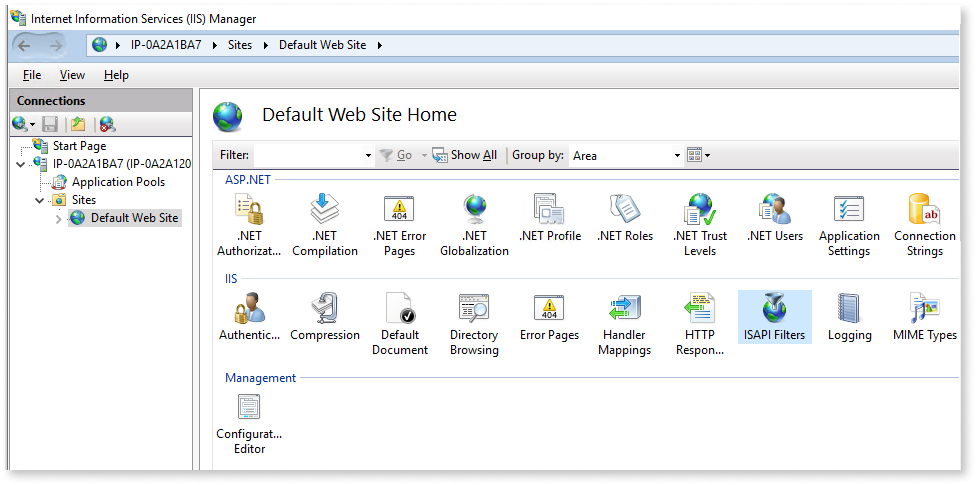 Internet Information Services (IIS) Manager
IP-0A2A1BA7 Sites Default Web Site
File View Help
Connections
Start Page
IP-0A2A1BA7 (IP-0A2A120
Application Pools
Sites
Default Web Site
Default Web Site Home
Filter: Go Show All Group by: Area
ASP.NET
.NET Authorizat...
.NET Compilation
.NET Error Pages
.NET Globalization
.NET Profile
.NET Roles
.NET Trust Levels
.NET Users
Application Settings
Connection Strings
IIS
Authentic...
Compression
Default Document
Directory Browsing
Error Pages
Handler Mappings
HTTP Respon...
ISAPI Filters
Logging
MIME Types
Management
Configurat... Editor